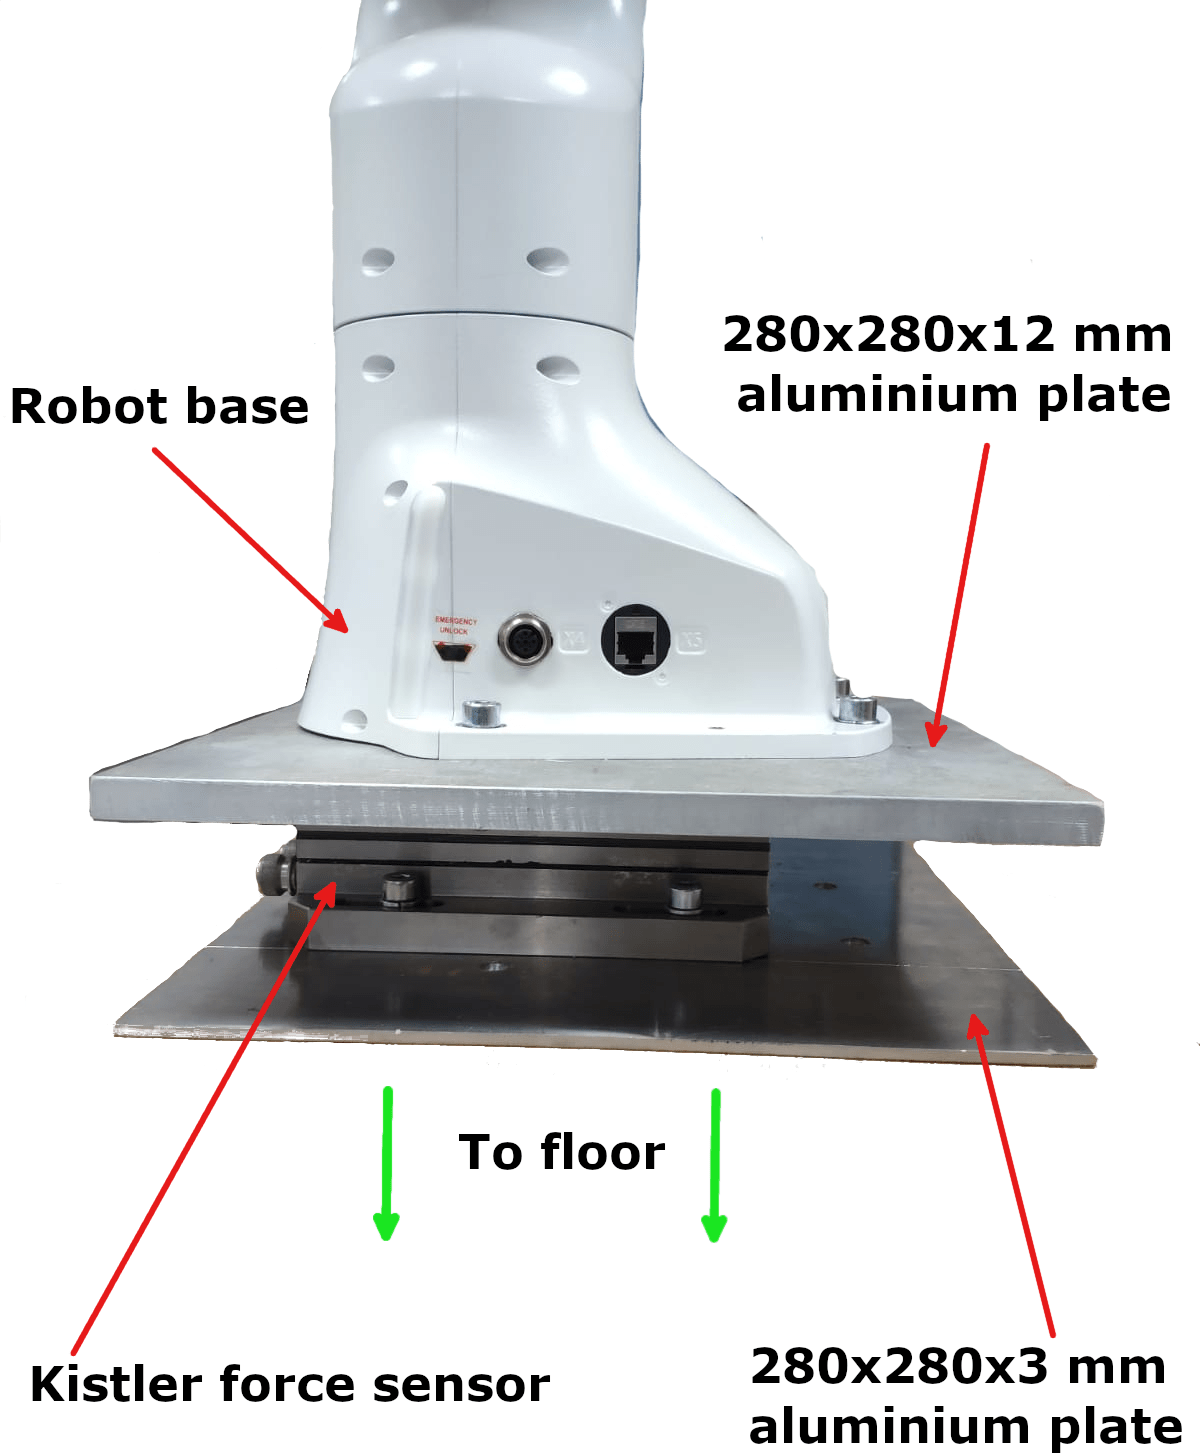 280x280x12 mm
aluminium plate
Robot base
EMERGENCY
UNLOCK
X4
X5
To floor
Kistler force sensor
280x280x3 mm
aluminium plate